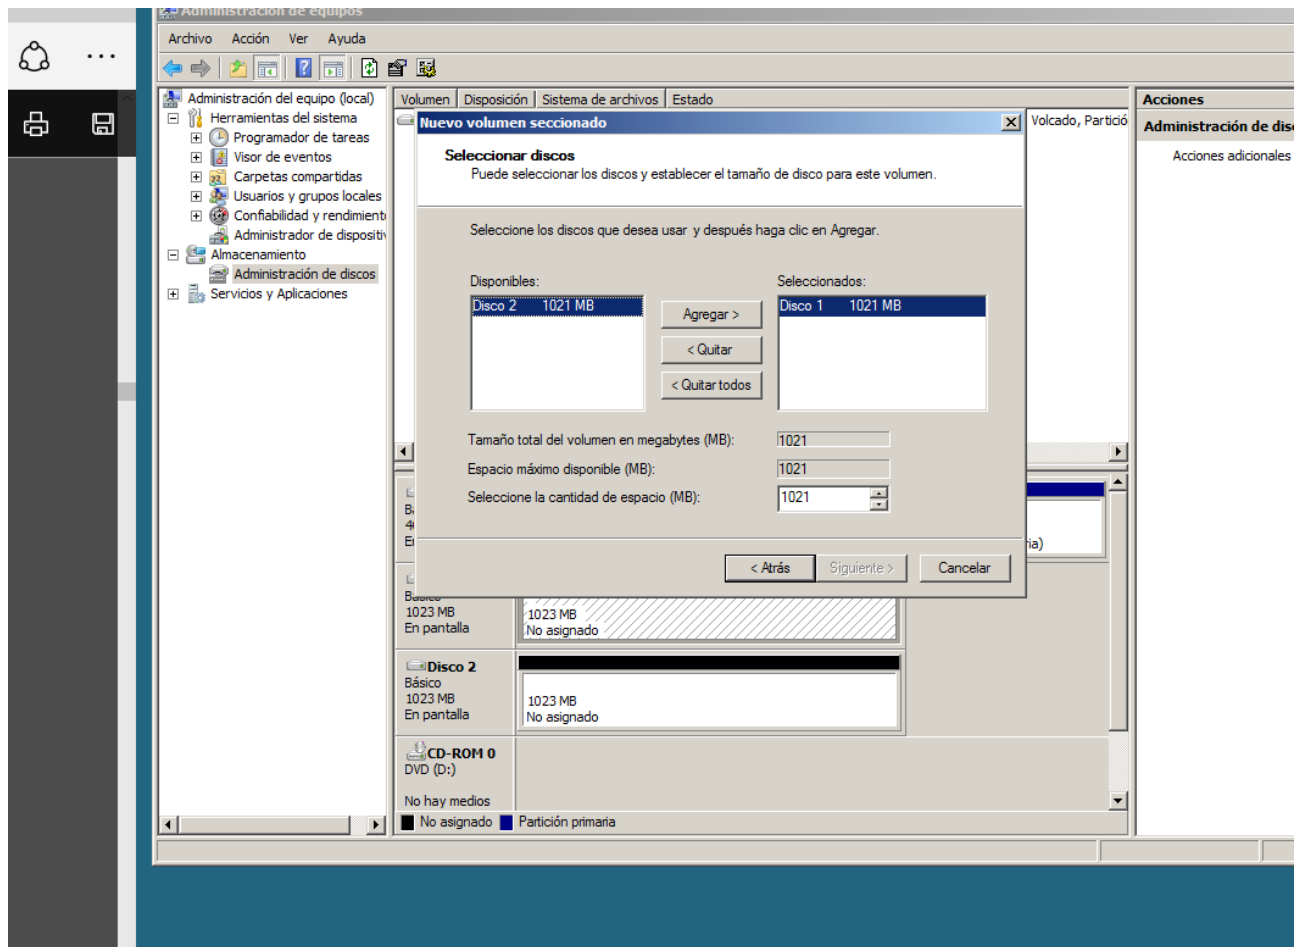 Administración de equipos
Archivo Acción Ver Ayuda
Administración del equipo (local)
Herramientas del sistema
Programador de tareas
Visor de eventos
Carpetas compartidas
Usuarios y grupos locales
Confiabilidad y rendimient
Administrador de dispositi
Almacenamiento
Administración de discos
Servicios y Aplicaciones
Volumen Disposición Sistema de archivos Estado
Volcado, Partició
Nuevo volumen seccionado
Seleccionar discos
Puede seleccionar los discos y establecer el tamaño de disco para este volumen.
Seleccione los discos que desea usar y después haga clic en Agregar.
Disponibles: Seleccionados:
Disco 2 1021 MB
Agregar >
< Quitar
< Quitar todos
Disco 1 1021 MB
Tamaño total del volumen en megabytes (MB): 1021
Espacio máximo disponible (MB): 1021
Seleccione la cantidad de espacio (MB): 1021
< Atrás Siguiente > Cancelar
ria)
Básico
1023 MB
En pantalla
1023 MB
No asignado
Disco 2
Básico
1023 MB
En pantalla
1023 MB
No asignado
CD-ROM 0
DVD (D:)
No hay medios
No asignado Partición primaria
Acciones
Administración de dis
Acciones adicionales